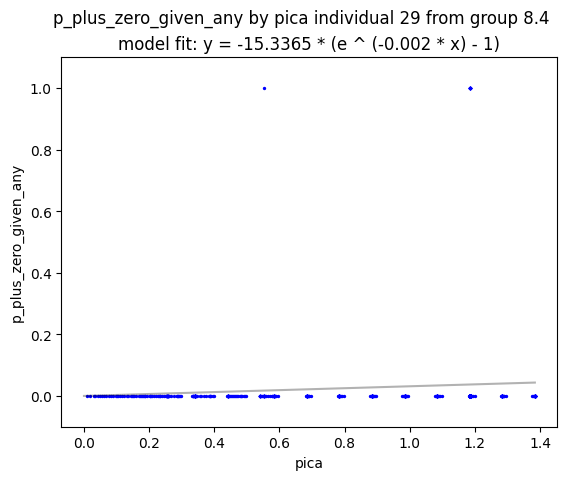 p_plus_zero_given_any by pica individual 29 from group 8.4
model fit: y = -15.3365 * (e ^ (-0.002 * x) - 1)
1.0
0.8
0.6
0.4
0.2
0.0
p_plus_zero_given_any
0.0 0.2 0.4 0.6 0.8 1.0 1.2 1.4
pica